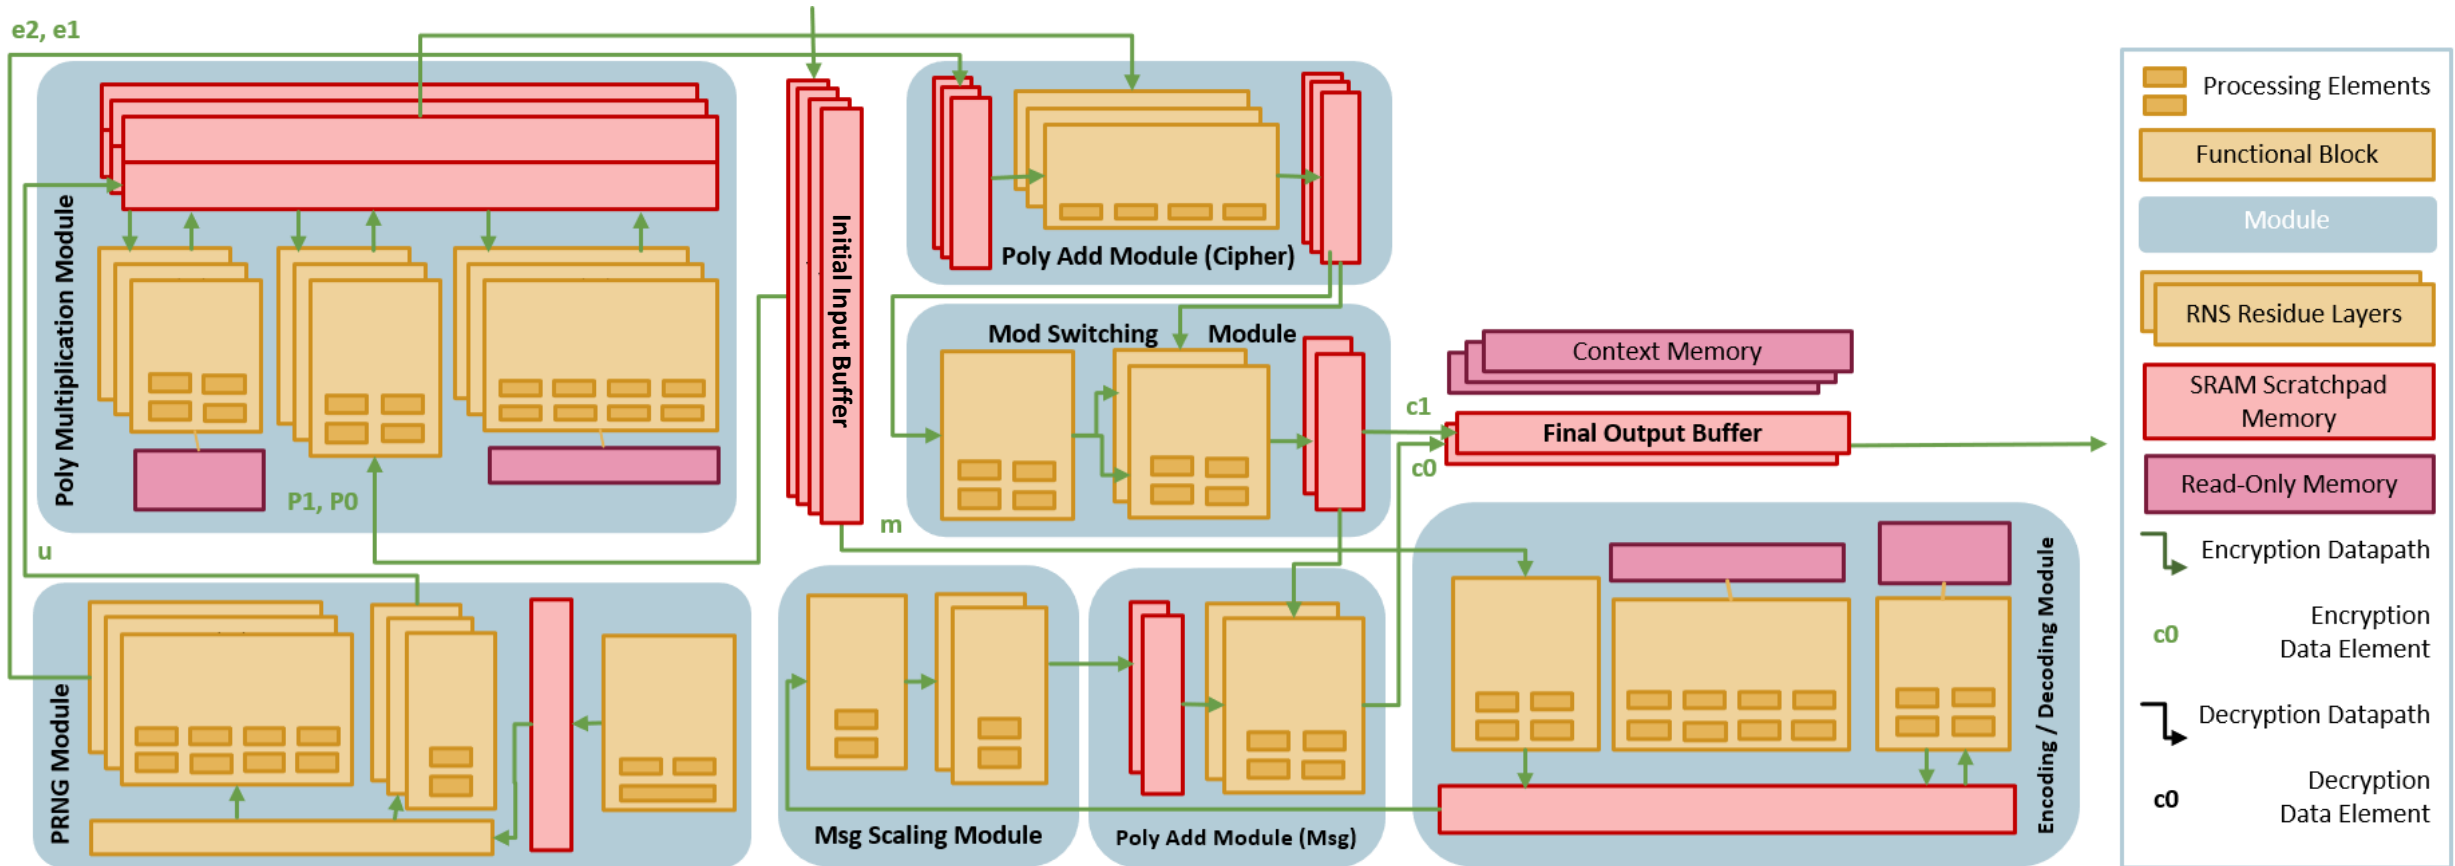 e2, e1
Poly Multiplication Module
P1, P0
u
PRNG Module
Initial Input Buffer
m
Poly Add Module (Cipher)
Mod Switching Module
Context Memory
c1
Final Output Buffer
c0
Msg Scaling Module
Poly Add Module (Msg)
Encoding / Decoding Module
Processing Elements
Functional Block
Module
RNS Residue Layers
SRAM Scratchpad
Memory
Read-Only Memory
Encryption Datapath
c0
Encryption
Data Element
Decryption Datapath
c0
Decryption
Data Element